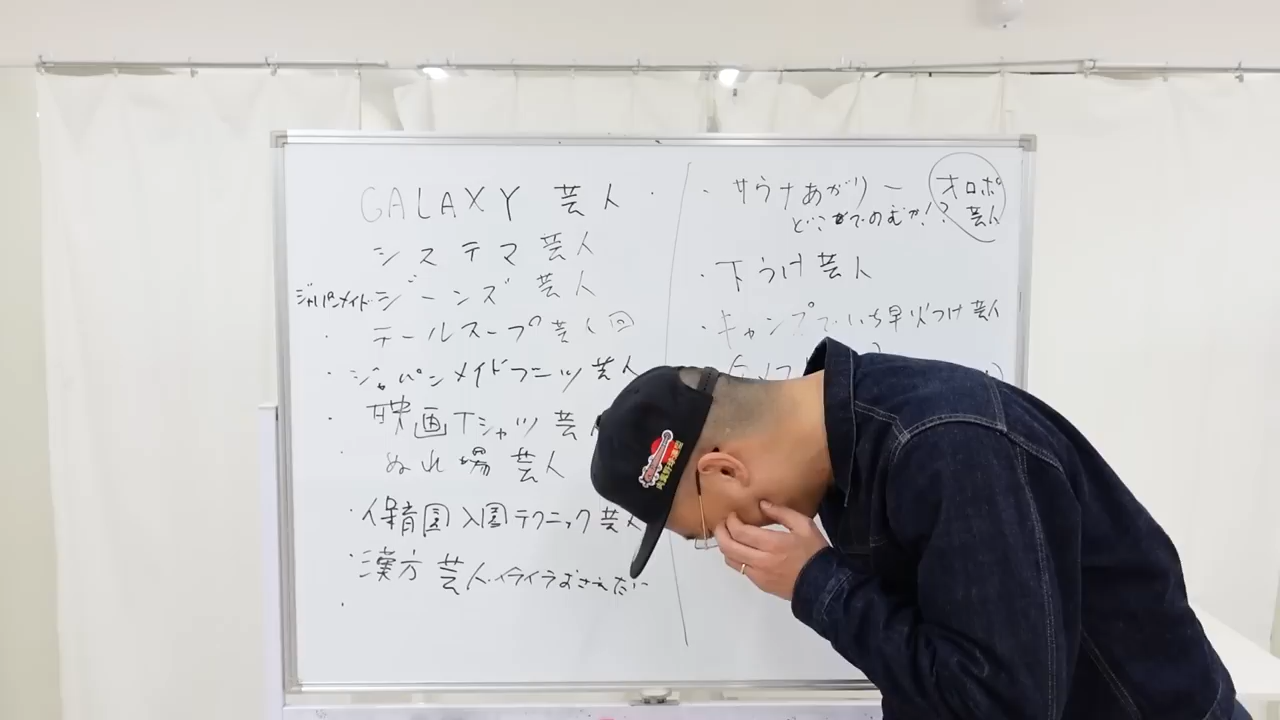 GALAXY 芸人
システマ 芸人
ジャパンメイド ジーンズ 芸人
・テールスープ 芸人回
・ジャパンメイドブーツ 芸人
・映画Tシャツ 芸
ぬれ場 芸人
・保育園入園テクニック 芸人
・漢方 芸人 イライラおさえたい
・サウナあがり ー オロポ 芸人
どこまでのむか!?
・下うけ 芸人
・キャンプでいち早く火つけ 芸人